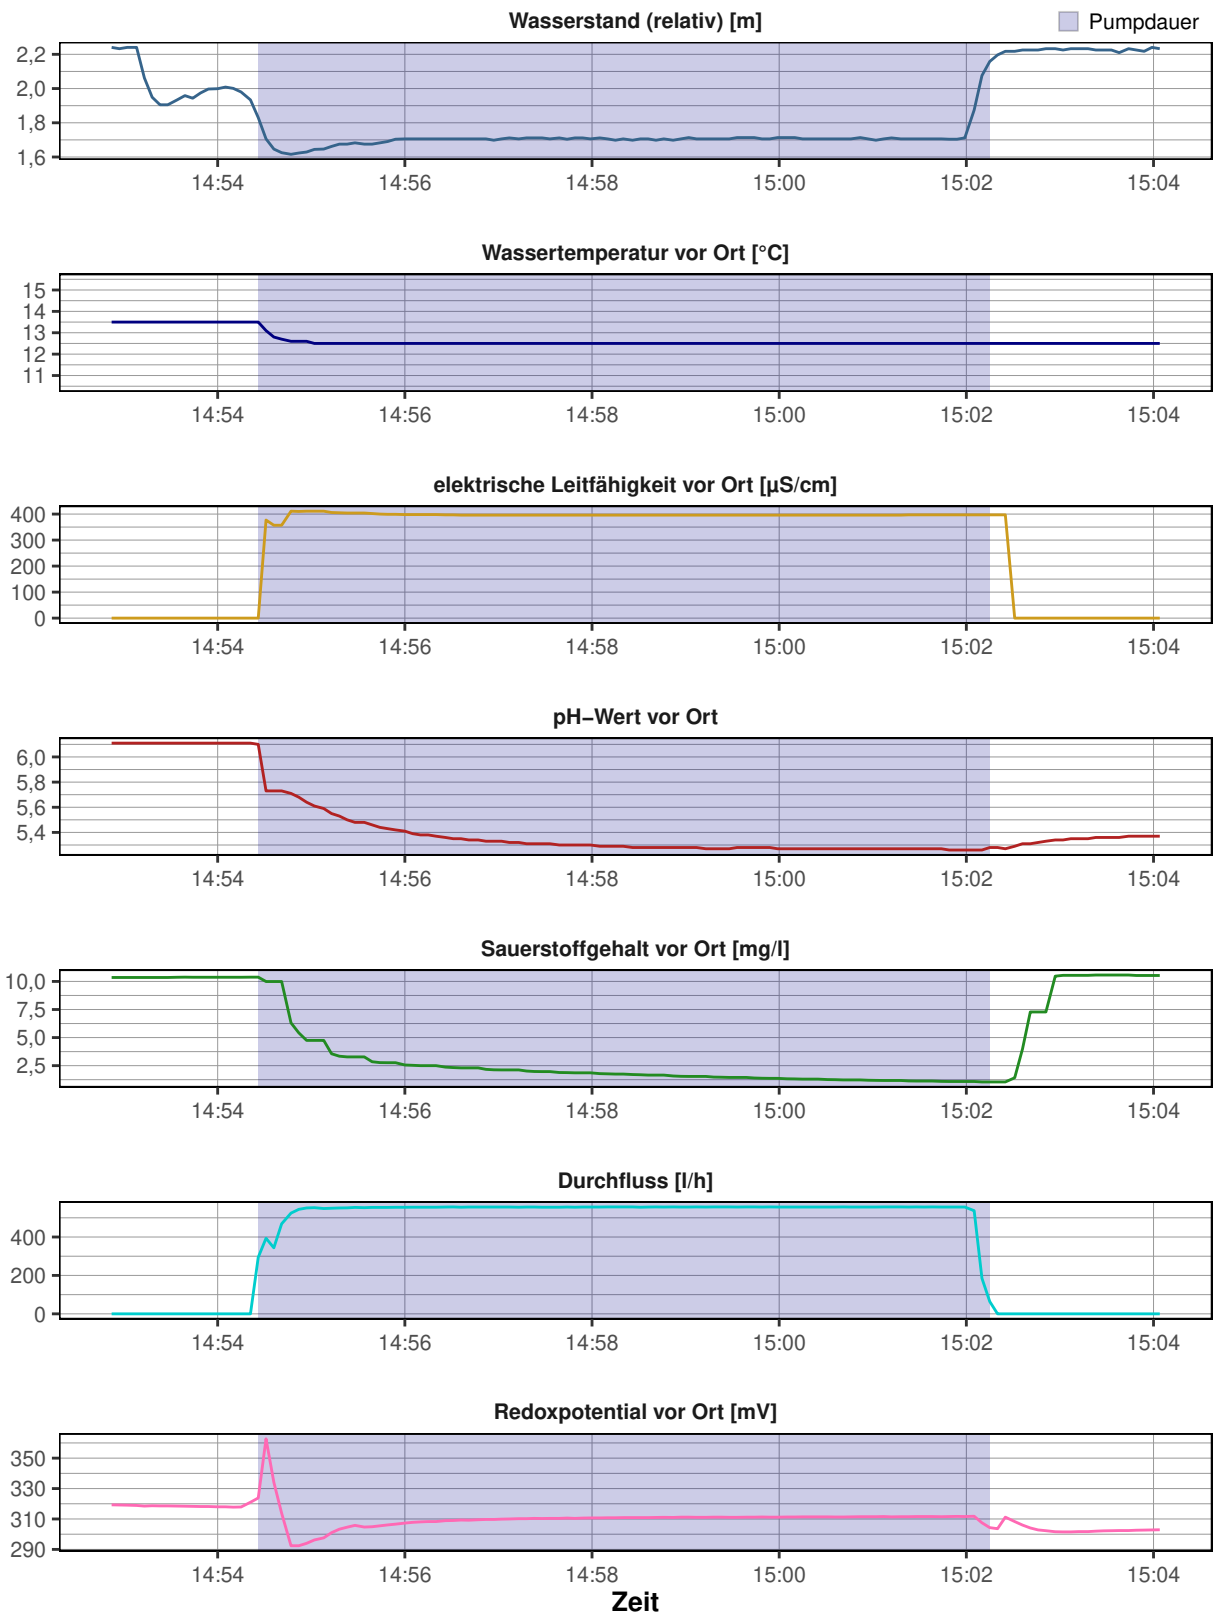 Wasserstand (relativ) [m]
Pumpdauer
2,2
2,0
1,8
1,6
14:54 14:56 14:58 15:00 15:02 15:04
Wassertemperatur vor Ort [°C]
15
14
13
12
11
14:54 14:56 14:58 15:00 15:02 15:04
elektrische Leitfähigkeit vor Ort [µS/cm]
400
300
200
100
0
14:54 14:56 14:58 15:00 15:02 15:04
pH−Wert vor Ort
6,0
5,8
5,6
5,4
14:54 14:56 14:58 15:00 15:02 15:04
Sauerstoffgehalt vor Ort [mg/l]
10,0
7,5
5,0
2,5
14:54 14:56 14:58 15:00 15:02 15:04
Durchfluss [l/h]
400
200
0
14:54 14:56 14:58 15:00 15:02 15:04
Redoxpotential vor Ort [mV]
350
330
310
290
14:54 14:56 14:58 15:00 15:02 15:04
Zeit